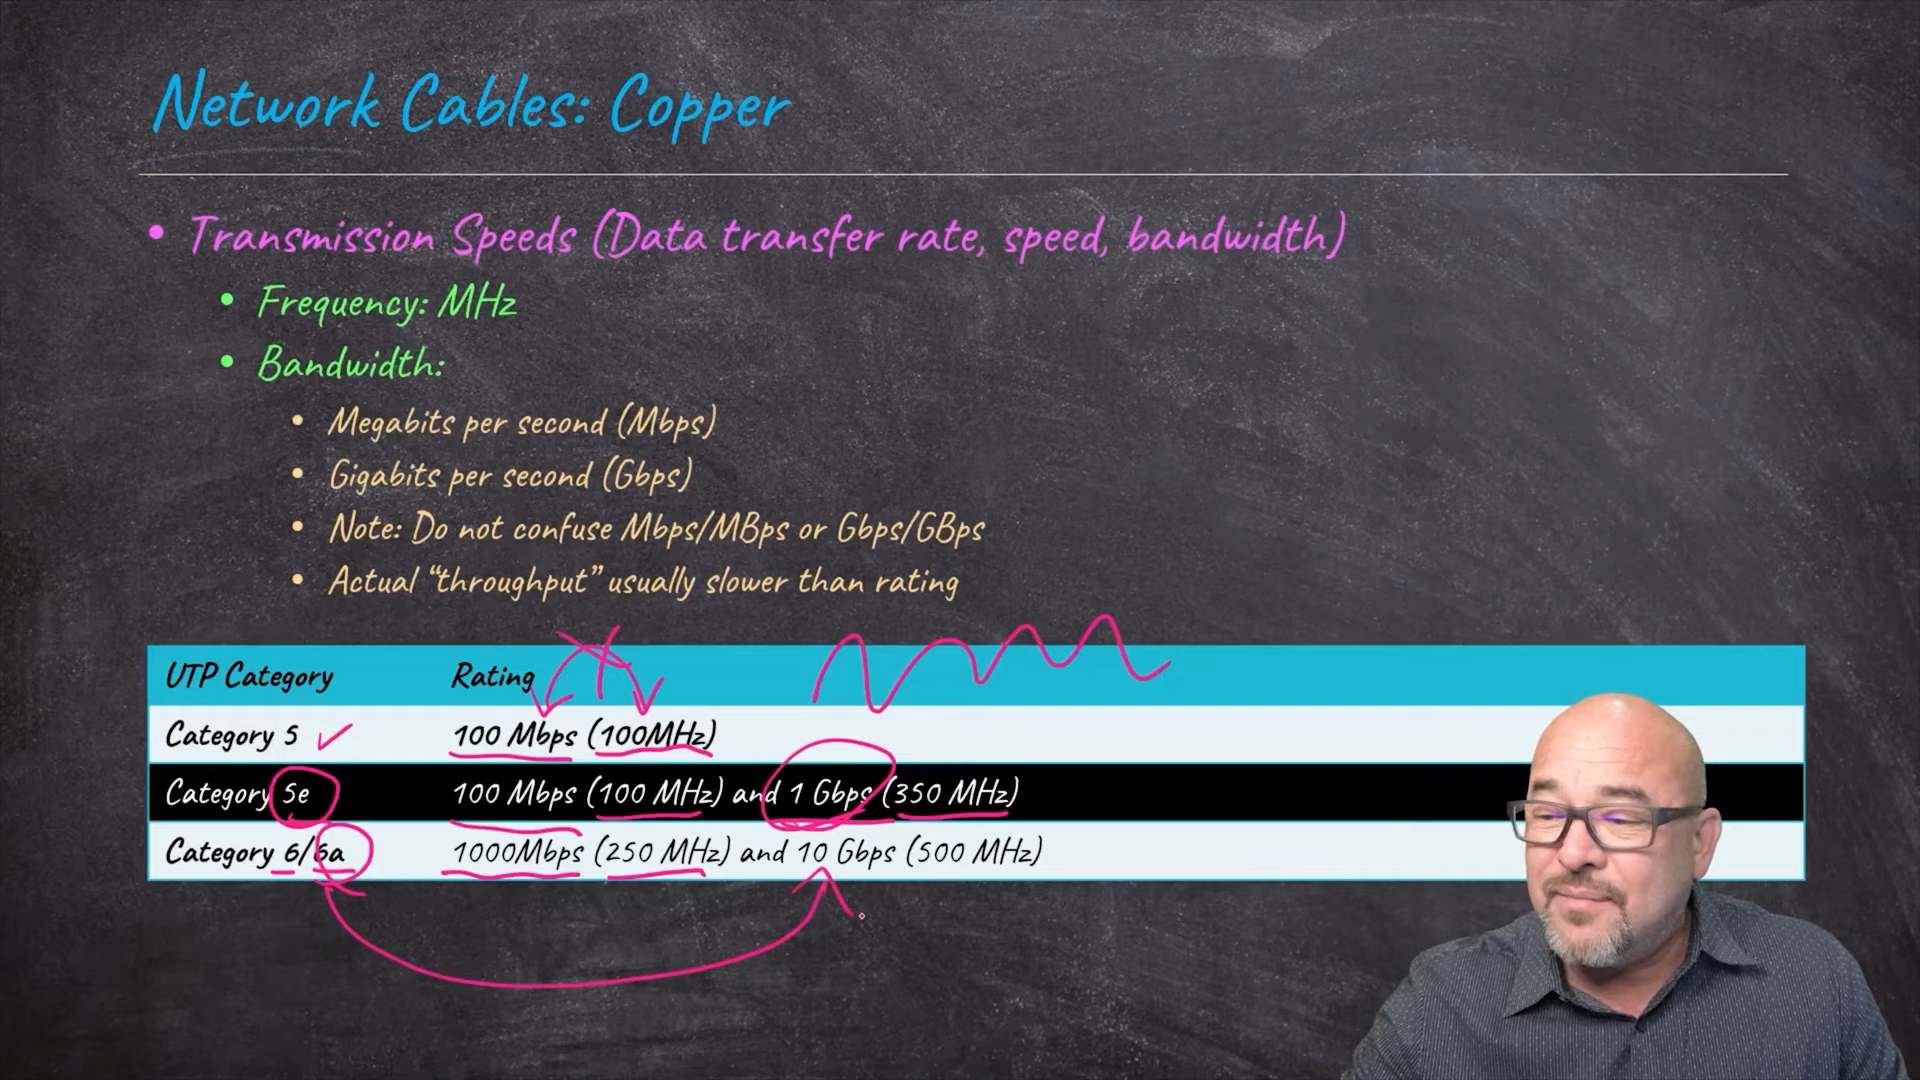 Network Cables: Copper
• Transmission Speeds (Data transfer rate, speed, bandwidth)
• Frequency: MHz
• Bandwidth:
• Megabits per second (Mbps)
• Gigabits per second (Gbps)
• Note: Do not confuse Mbps/MBps or Gbps/GBps
• Actual “throughput” usually slower than rating
UTP Category Rating
Category 5 100 Mbps (100MHz)
Category 5e 100 Mbps (100 MHz) and 1 Gbps (350 MHz)
Category 6/6a 1000Mbps (250 MHz) and 10 Gbps (500 MHz)